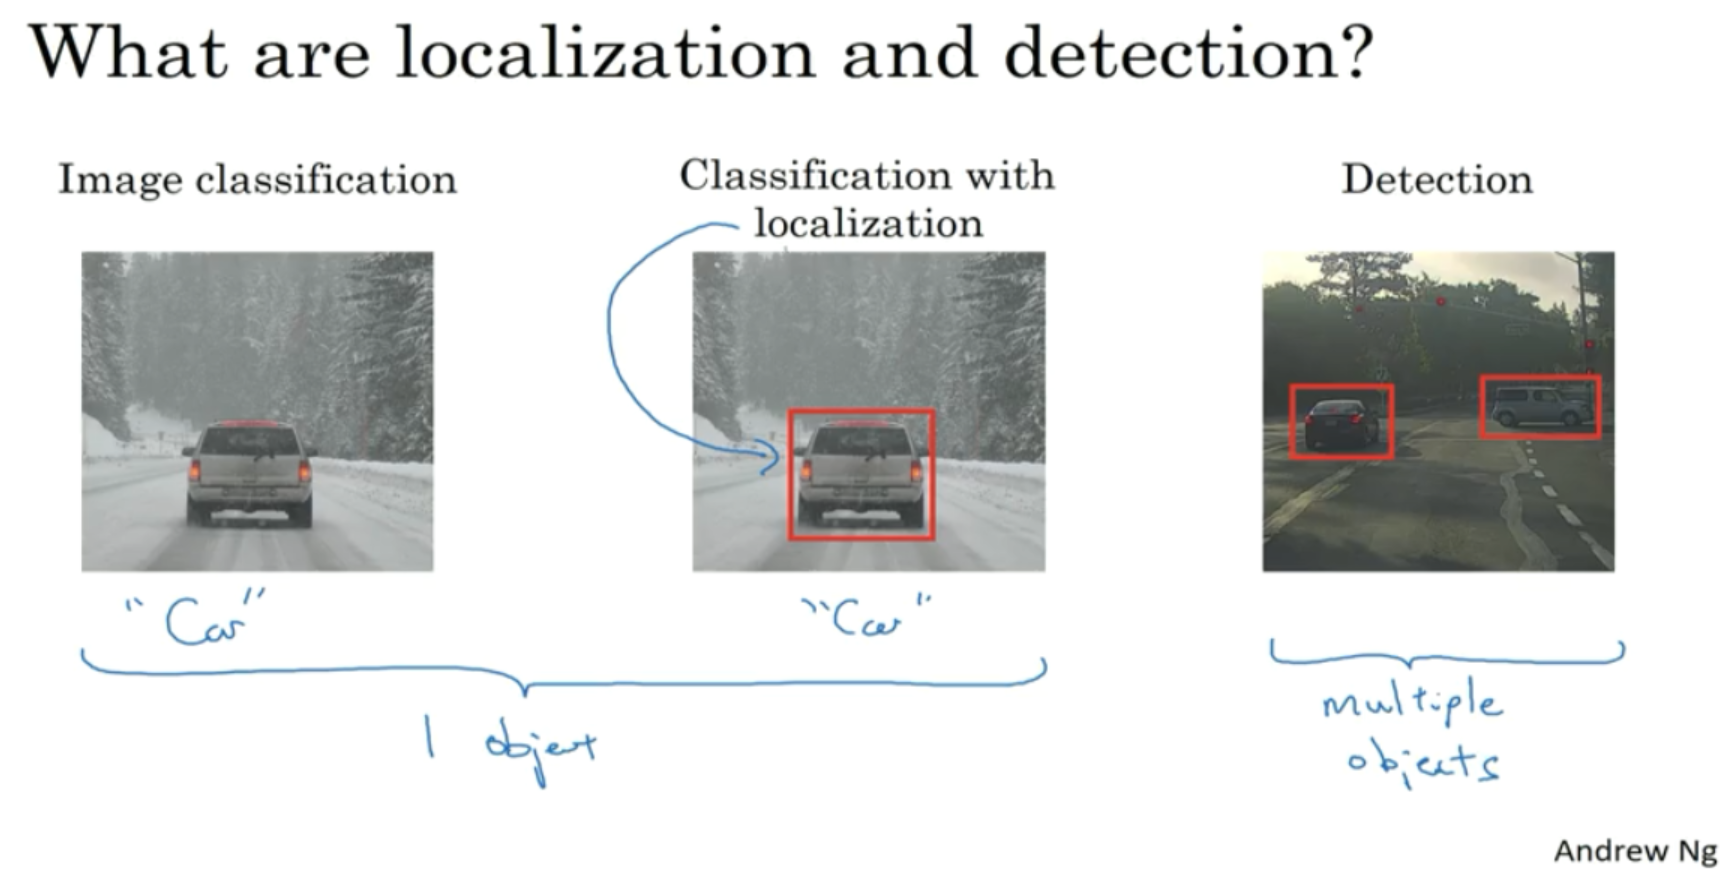 What are localization and detection?
Image classification
Classification with
localization
Detection
"Car"
"Car"
1 object
multiple
objects
Andrew Ng